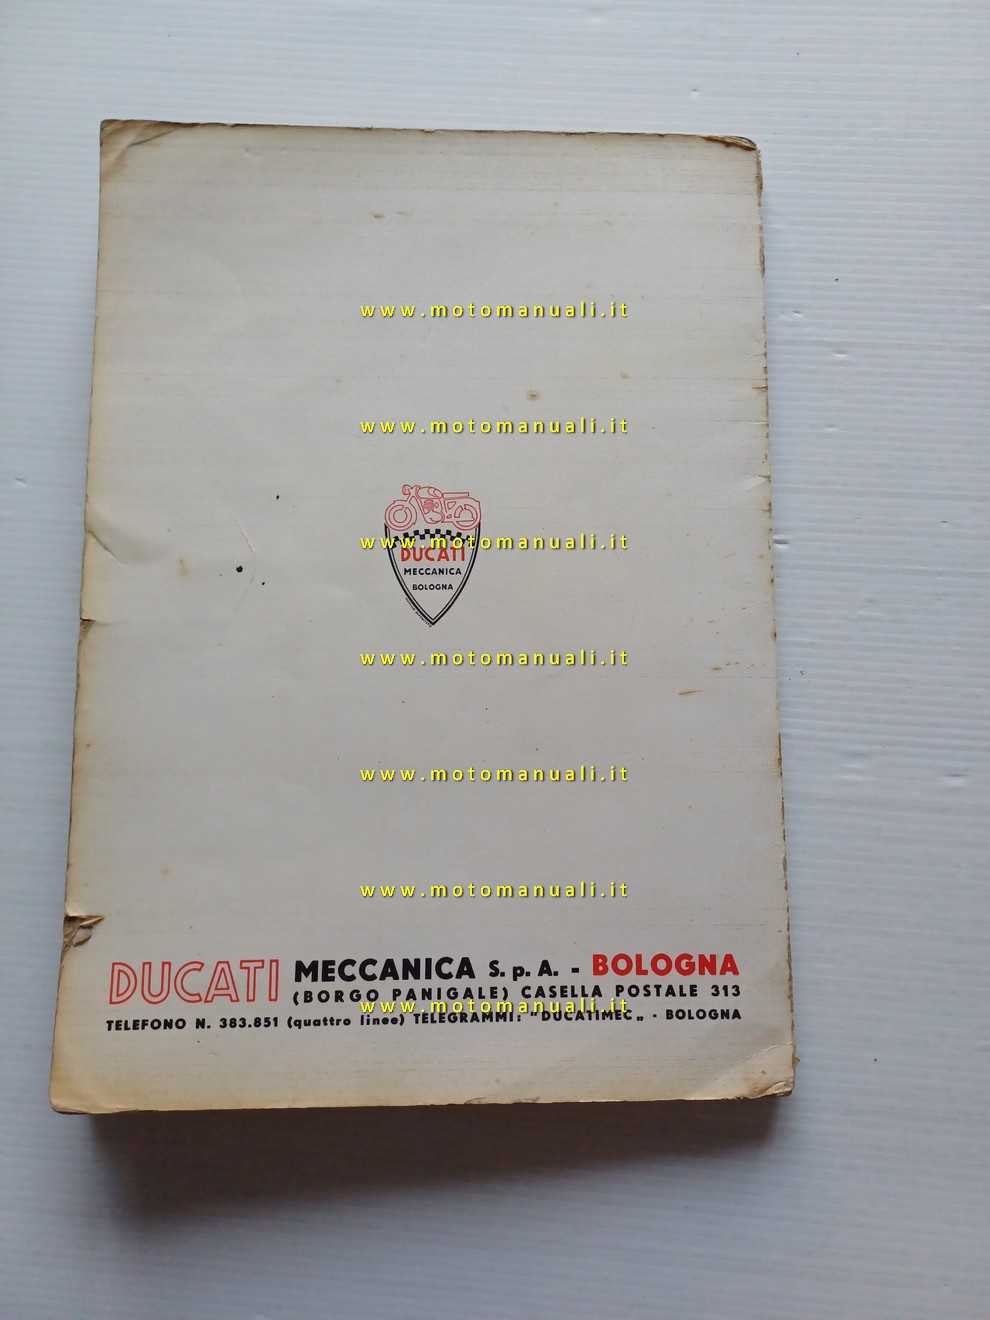 www.motomanuali.it
www.motomanuali.it
www.motomanuali.it
DUCATI
MECCANICA
BOLOGNA
www.motomanuali.it
www.motomanuali.it
www.motomanuali.it
DUCATI MECCANICA S.p.A. - BOLOGNA
(BORGO PANIGALE) CASELLA POSTALE 313
www.motomanuali.it
TELEFONO N. 383.851 (quattro linee) TELEGRAMMI: "DUCATIMEC„ - BOLOGNA